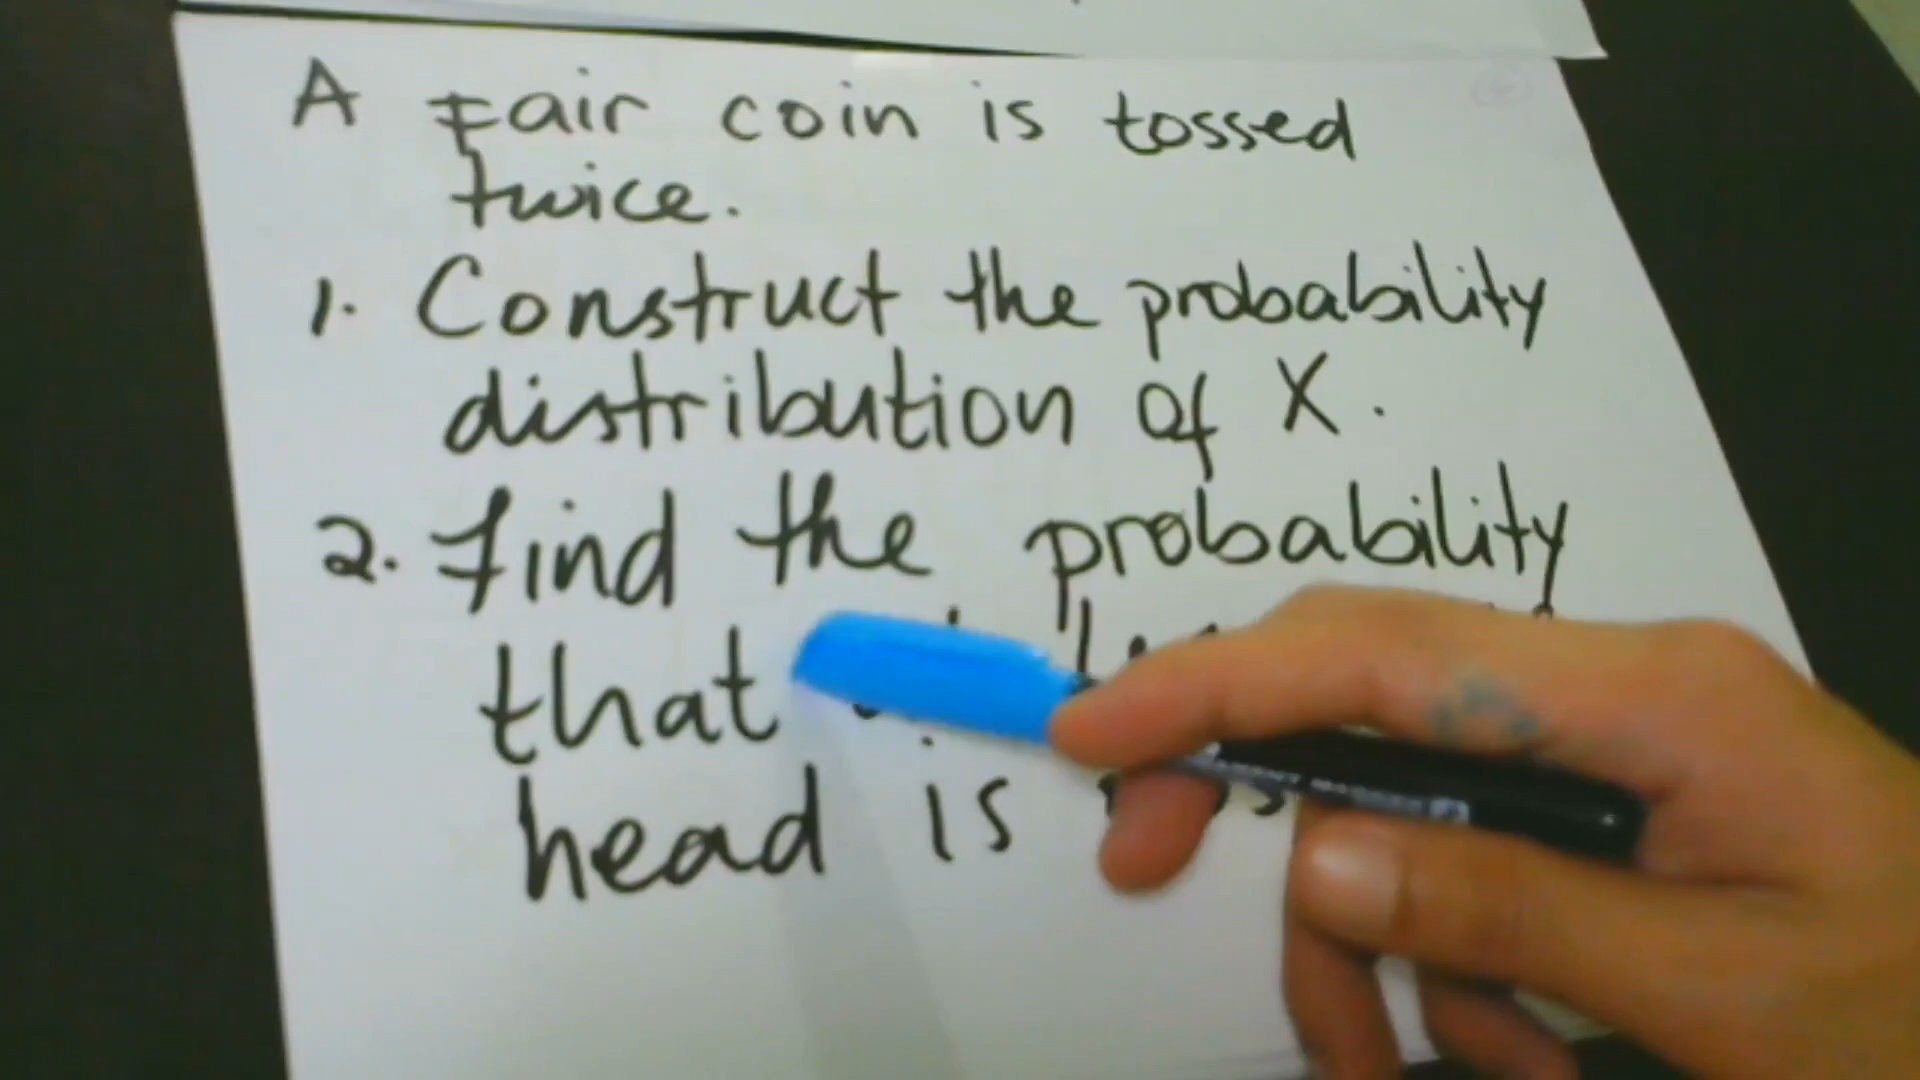 A Fair coin is tossed
twice.
1. Construct the probability
distribution of X.
2. Find the probability
that
head is